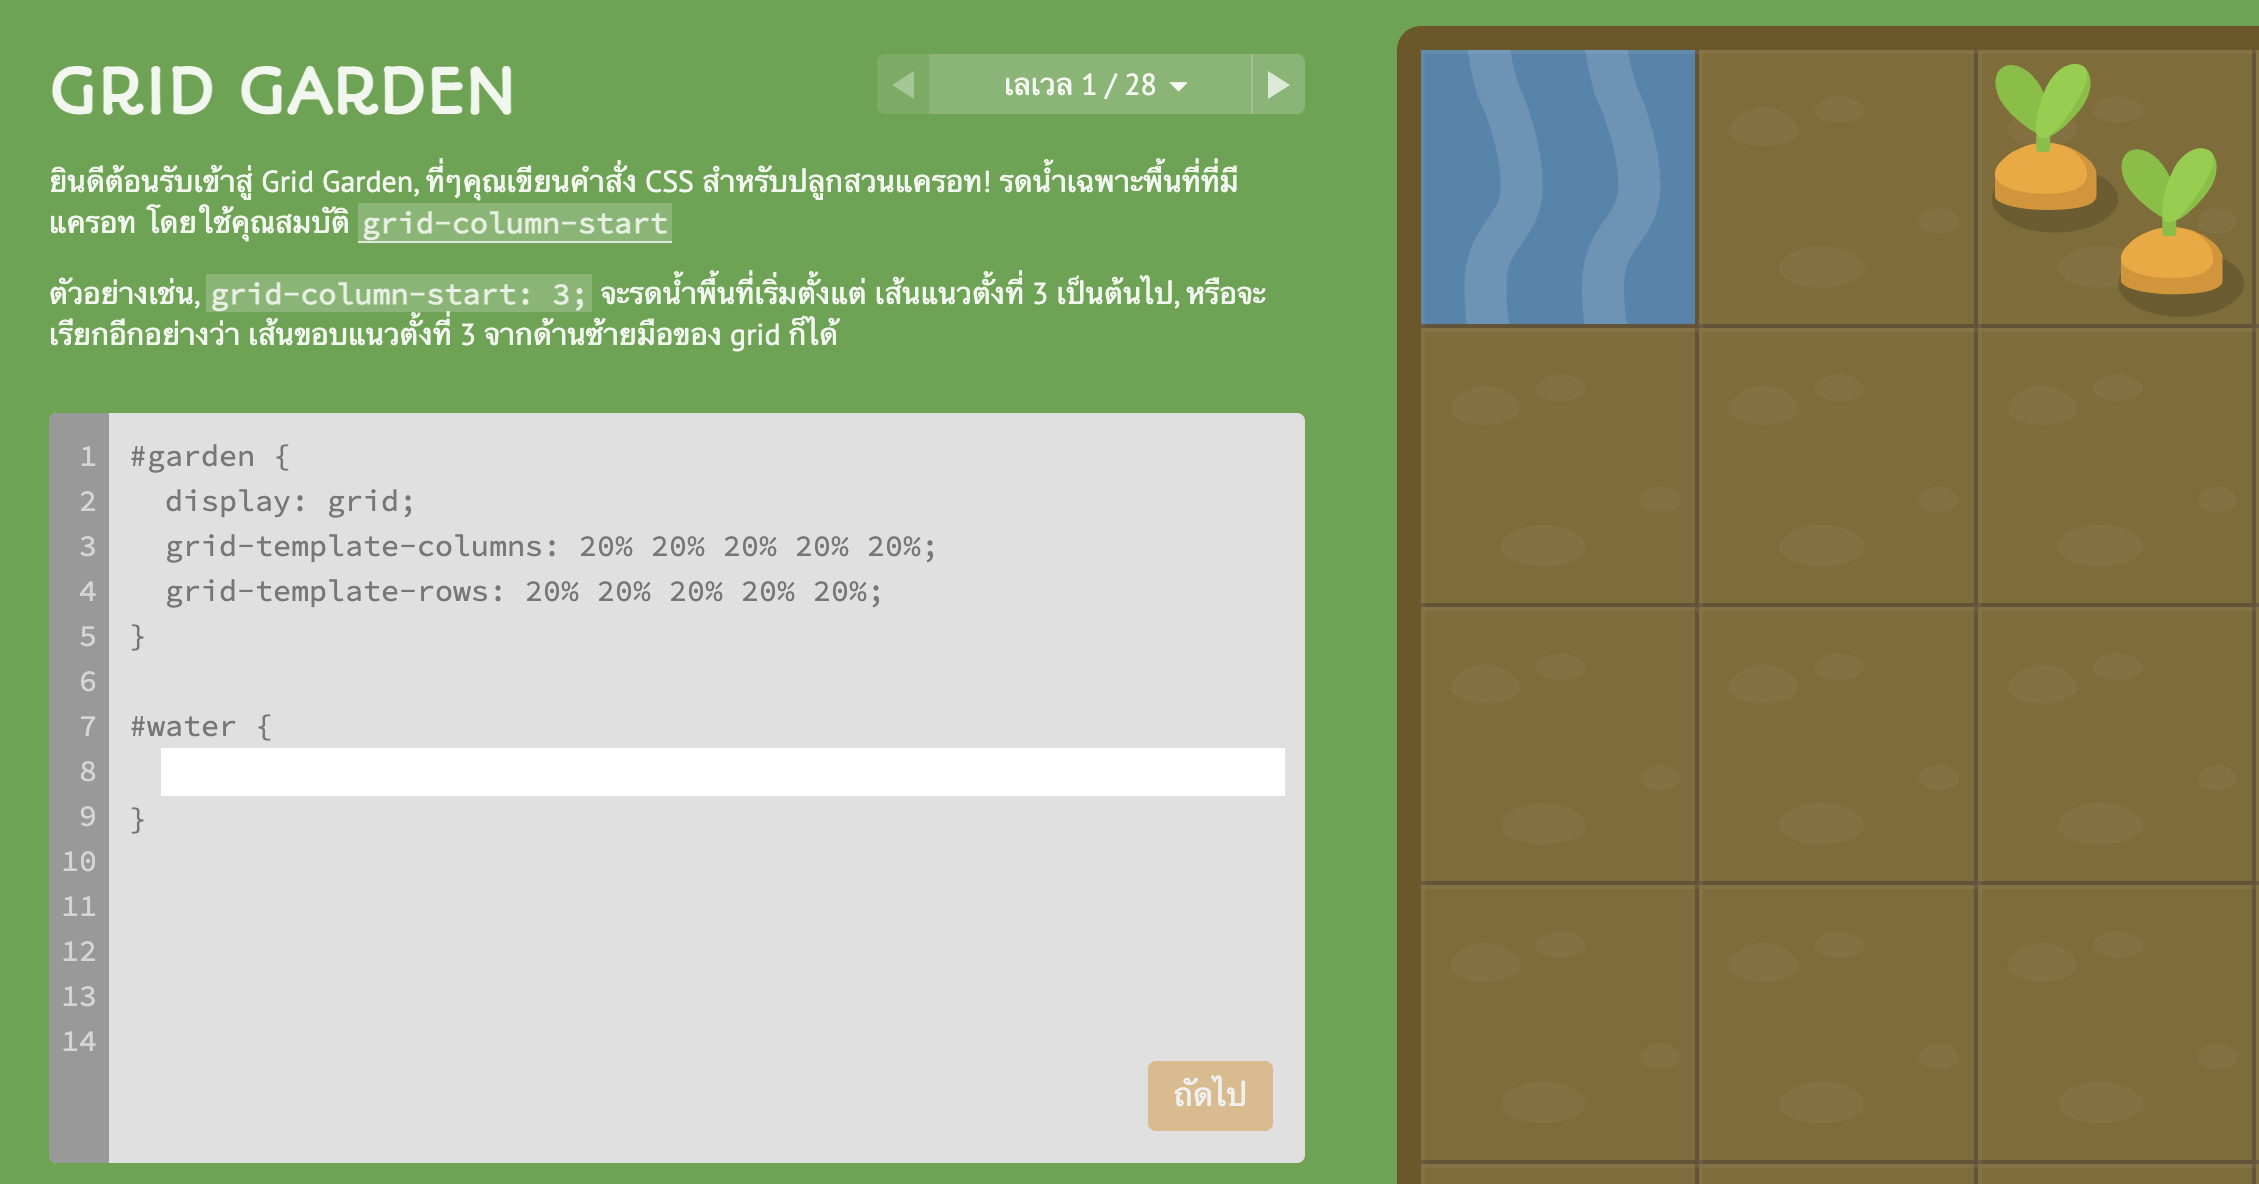 GRID GARDEN
เลเวล 1 / 28
ยินดีต้อนรับเข้าสู่ Grid Garden, ที่ๆคุณเขียนคำสั่ง CSS สำหรับปลูกสวนแครอท! รดน้ำเฉพาะพื้นที่ที่มี
แครอท โดยใช้คุณสมบัติ grid-column-start
ตัวอย่างเช่น, grid-column-start: 3; จะรดน้ำพื้นที่เริ่มตั้งแต่ เส้นแนวตั้งที่ 3 เป็นต้นไป, หรือจะ
เรียกอีกอย่างว่า เส้นขอบแนวตั้งที่ 3 จากด้านซ้ายมือของ grid ก็ได้
1 #garden {
2 display: grid;
3 grid-template-columns: 20% 20% 20% 20% 20%;
4 grid-template-rows: 20% 20% 20% 20% 20%;
5 }
6
7 #water {
8
9 }
10
11
12
13
14
ถัดไป